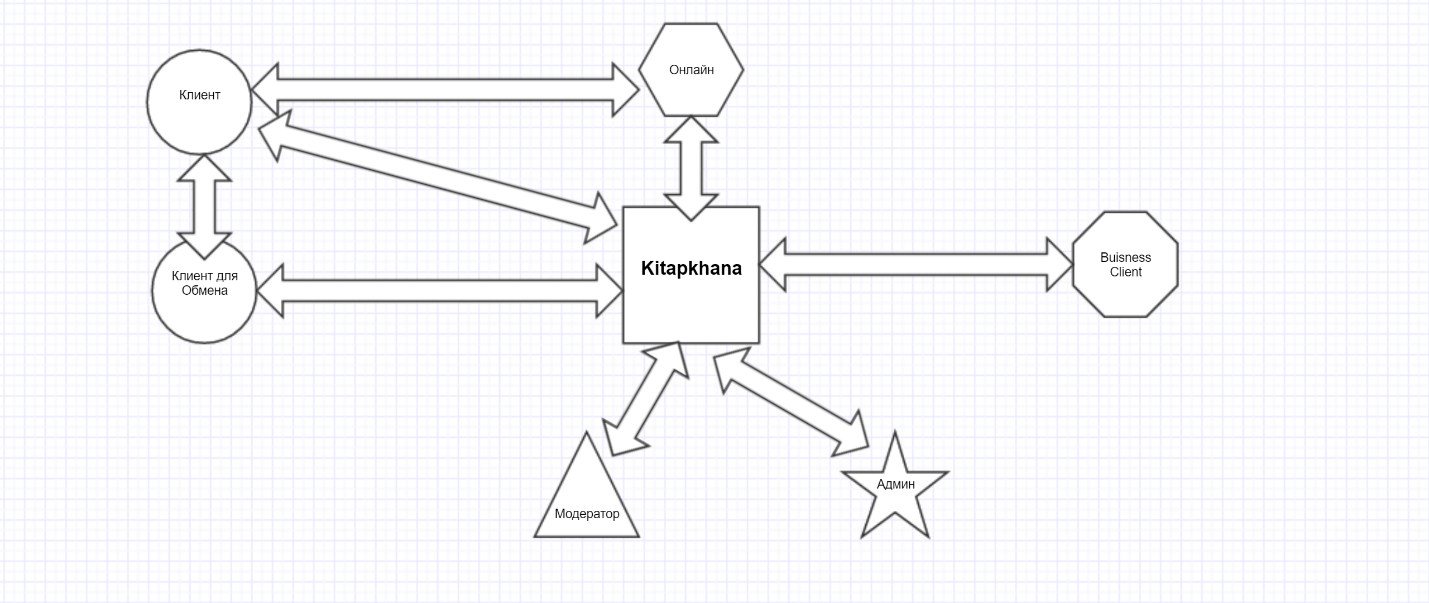 Онлайн
Клиент
Kitapkhana
Buisness
Client
Клиент для
Обмена
Админ
Модератор